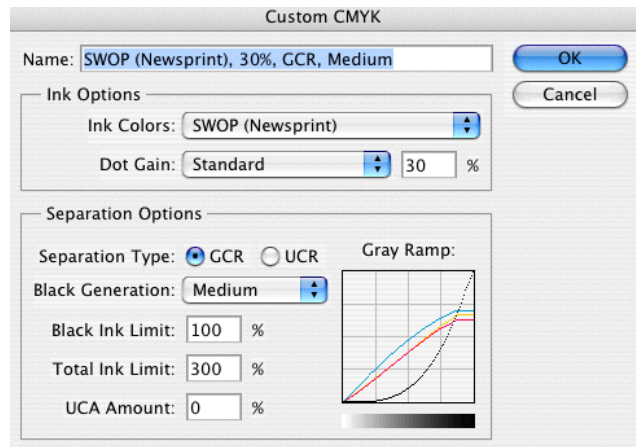 Custom CMYK
Name: SWOP (Newsprint), 30%, GCR, Medium
OK
Cancel
Ink Options
Ink Colors: SWOP (Newsprint)
Dot Gain: Standard 30 %
Separation Options
Separation Type: GCR UCR
Gray Ramp:
Black Generation: Medium
Black Ink Limit: 100 %
Total Ink Limit: 300 %
UCA Amount: 0 %